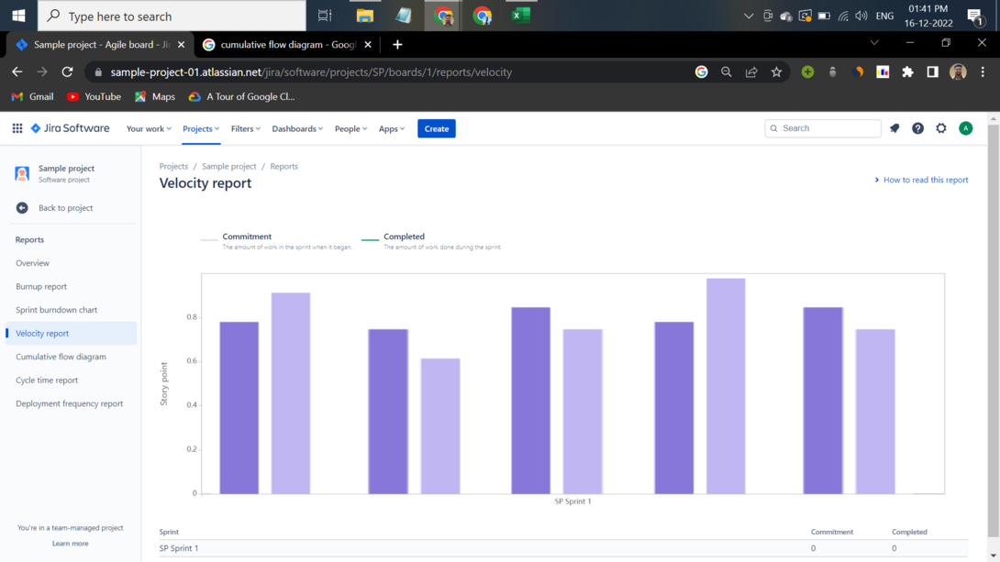 Type here to search
ENG
01:41 PM
16-12-2022
1
Sample project - Agile board - Jir
cumulative flow diagram - Googl
sample-project-01.atlassian.net/jira/software/projects/SP/boards/1/reports/velocity
Gmail
YouTube
Maps
A Tour of Google Cl...
Jira Software
Your work
Projects
Filters
Dashboards
People
Apps
Create
Search
A
Sample project
Software project
Back to project
Reports
Overview
Burnup report
Sprint burndown chart
Velocity report
Cumulative flow diagram
Cycle time report
Deployment frequency report
You're in a team-managed project
Learn more
Projects / Sample project / Reports
Velocity report
How to read this report
Commitment
The amount of work in the sprint when it began.
Completed
The amount of work done during the sprint.
Story point
0.8
0.6
0.4
0.2
0
SP Sprint 1
Sprint Commitment Completed
SP Sprint 1 0 0